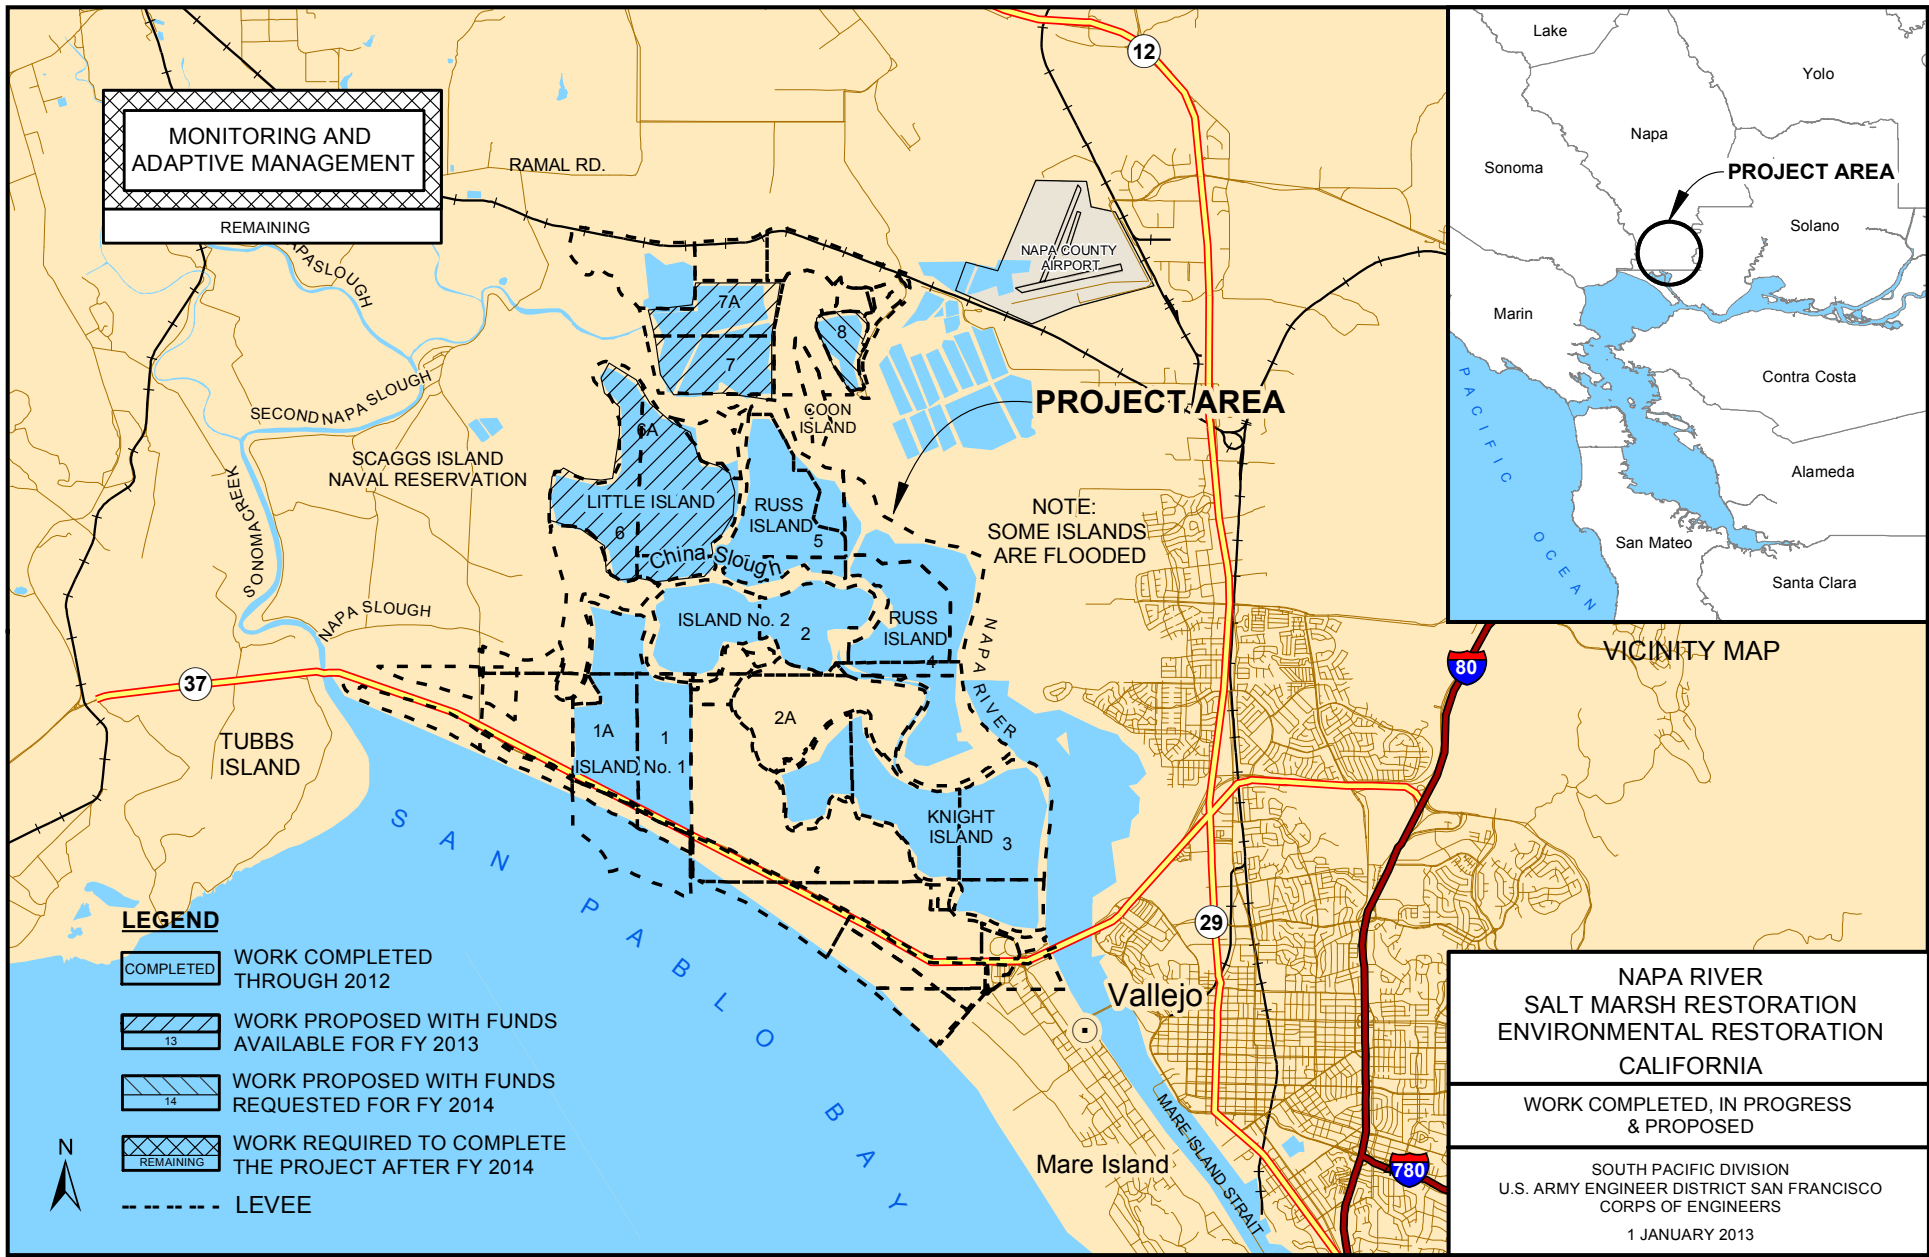 MONITORING AND
ADAPTIVE MANAGEMENT
REMAINING
RAMAL RD.
12
NAPA COUNTY
AIRPORT
NAPA SLOUGH
7A
7
8
SECOND NAPA SLOUGH
SCAGGS ISLAND
NAVAL RESERVATION
SONOMA CREEK
NAPA SLOUGH
COON
ISLAND
PROJECT AREA
6A
LITTLE ISLAND
6
RUSS
ISLAND
5
China Slough
NOTE:
SOME ISLANDS
ARE FLOODED
ISLAND No. 2
2
RUSS
ISLAND
4
NAPA RIVER
37
TUBBS
ISLAND
1A
1
ISLAND No. 1
2A
KNIGHT
ISLAND
3
29
80
780
SAN PABLO BAY
Vallejo
Mare Island
MARE ISLAND STRAIT
LEGEND
COMPLETED
WORK COMPLETED
THROUGH 2012
13
WORK PROPOSED WITH FUNDS
AVAILABLE FOR FY 2013
14
WORK PROPOSED WITH FUNDS
REQUESTED FOR FY 2014
REMAINING
WORK REQUIRED TO COMPLETE
THE PROJECT AFTER FY 2014
LEVEE
N
Lake
Yolo
Napa
Sonoma
PROJECT AREA
Solano
Marin
Contra Costa
Alameda
San Mateo
Santa Clara
PACIFIC OCEAN
VICINITY MAP
NAPA RIVER
SALT MARSH RESTORATION
ENVIRONMENTAL RESTORATION
CALIFORNIA
WORK COMPLETED, IN PROGRESS
& PROPOSED
SOUTH PACIFIC DIVISION
U.S. ARMY ENGINEER DISTRICT SAN FRANCISCO
CORPS OF ENGINEERS
1 JANUARY 2013